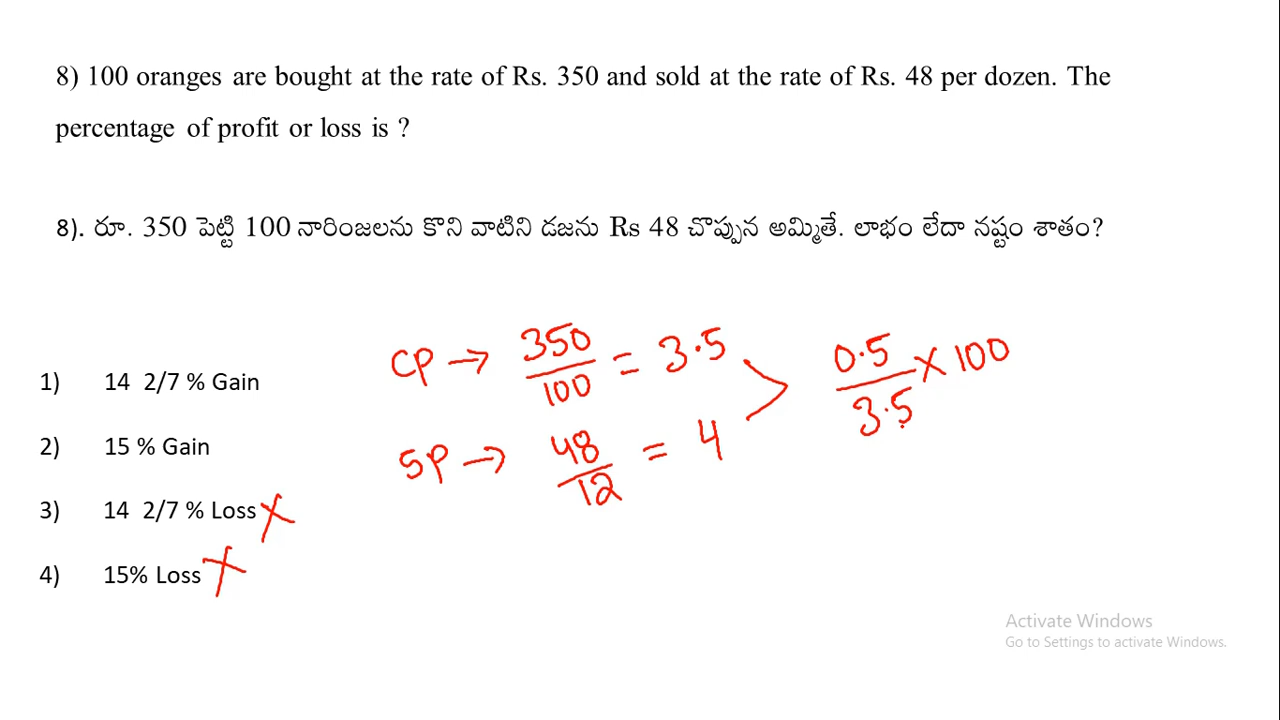 8) 100 oranges are bought at the rate of Rs. 350 and sold at the rate of Rs. 48 per dozen. The
percentage of profit or loss is ?
8). రూ. 350 పెట్టి 100 నారింజలను కొని వాటిని డజను Rs 48 చొప్పున అమ్మితే. లాభం లేదా నష్టం శాతం?
CP → 350/100 = 3.5
0.5/3.5 × 100
1) 14 2/7 % Gain
2) 15 % Gain
SP → 48/12 = 4
3) 14 2/7 % Loss X
4) 15% Loss X
Activate Windows
Go to Settings to activate Windows.